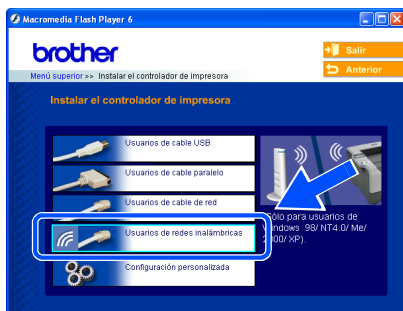 Macromedia Flash Player 6
brother
Salir
Anterior
Menú superior »» Instalar el controlador de impresora
Instalar el controlador de impresora
Usuarios de cable USB
Usuarios de cable paralelo
Usuarios de cable de red
Usuarios de redes inalámbricas
Configuración personalizada
Sólo para usuarios de
Windows 98/ NT4.0/ Me/
2000/ XP).